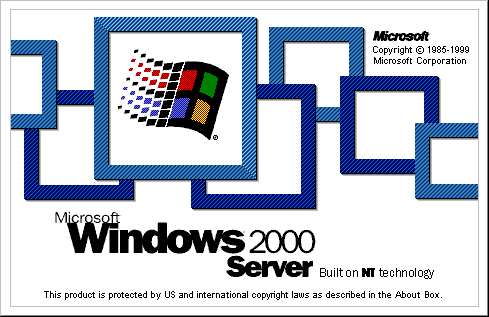 Microsoft
Copyright © 1985-1999
Microsoft Corporation
Microsoft
Windows 2000
Server Built on NT technology
This product is protected by US and international copyright laws as described in the About Box.